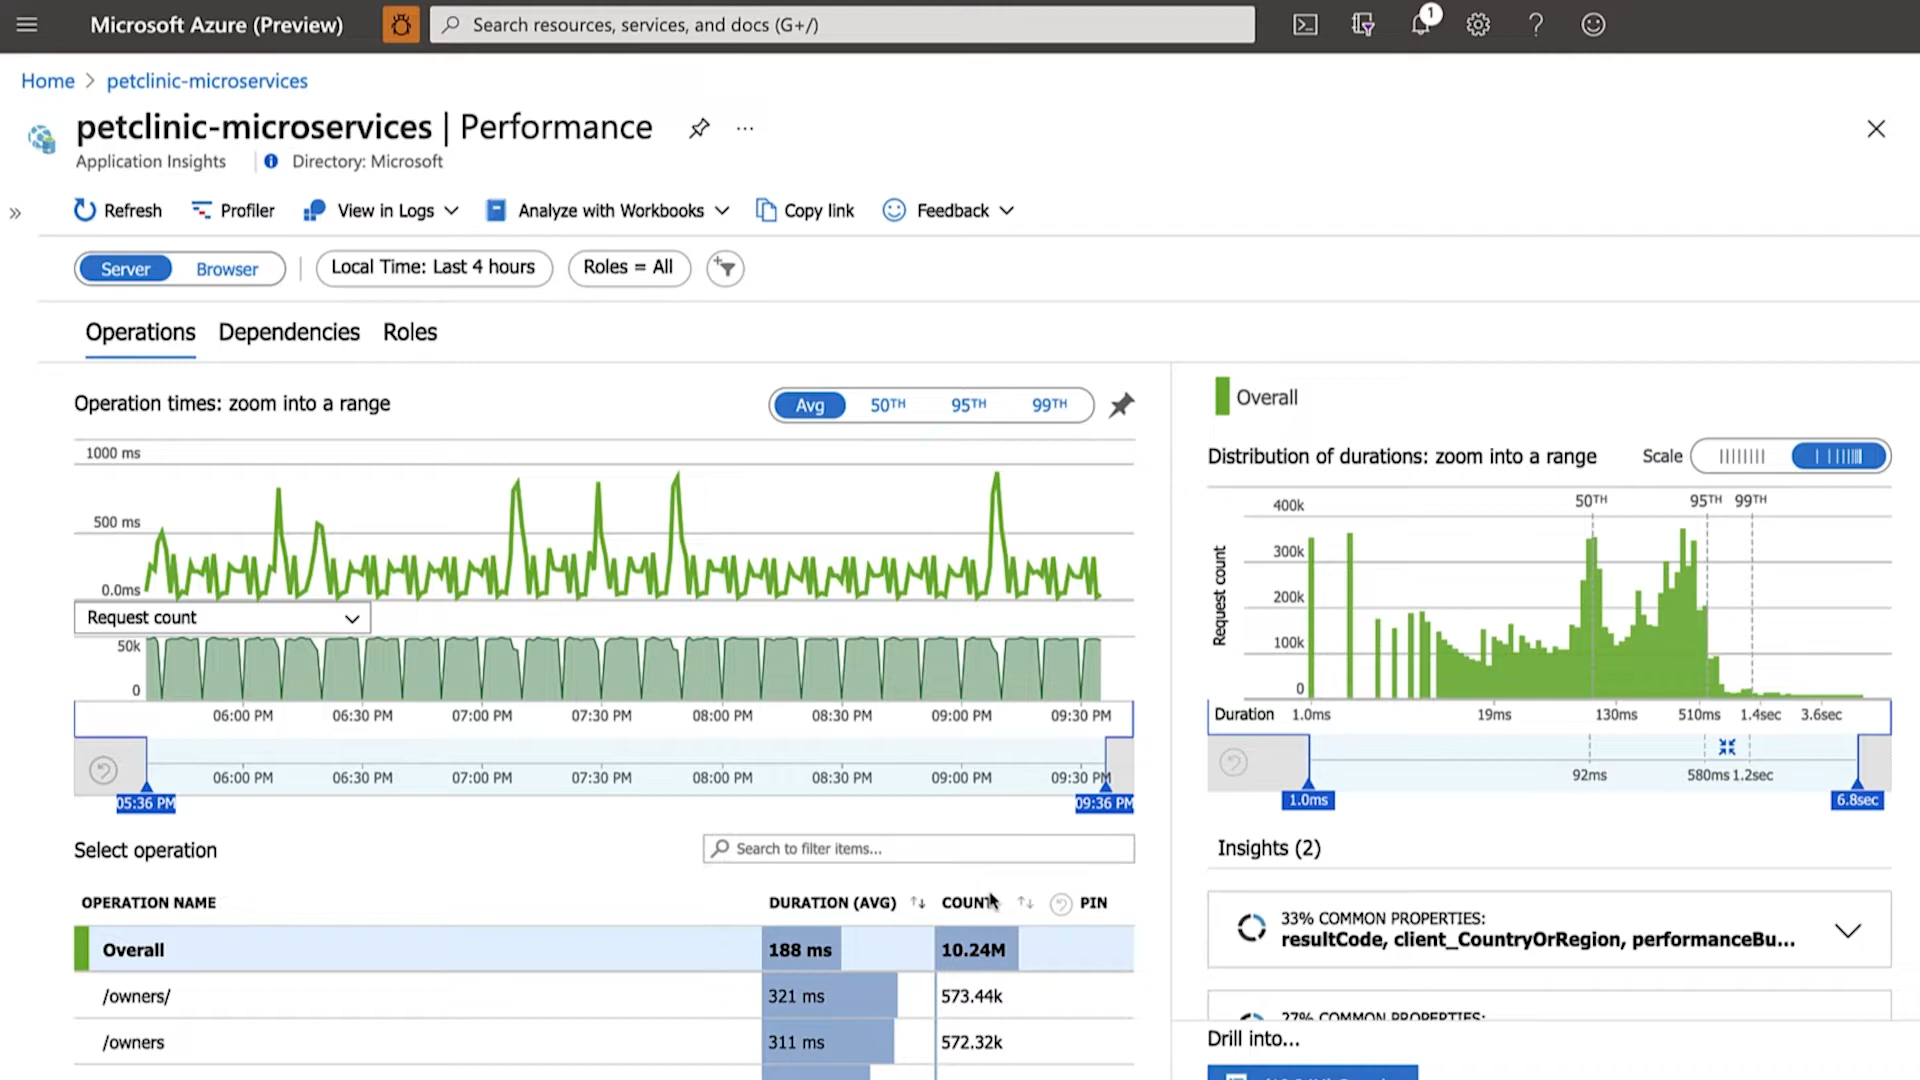 Microsoft Azure (Preview)
Search resources, services, and docs (G+/)
1
Home > petclinic-microservices
petclinic-microservices | Performance
Application Insights
Directory: Microsoft
Refresh
Profiler
View in Logs
Analyze with Workbooks
Copy link
Feedback
Server
Browser
Local Time: Last 4 hours
Roles = All
Operations
Dependencies
Roles
Operation times: zoom into a range
Avg
50TH
95TH
99TH
1000 ms
500 ms
0.0ms
Request count
50k
0
06:00 PM
06:30 PM
07:00 PM
07:30 PM
08:00 PM
08:30 PM
09:00 PM
09:30 PM
06:00 PM
06:30 PM
07:00 PM
07:30 PM
08:00 PM
08:30 PM
09:00 PM
09:30 PM
05:36 PM
09:36 PM
Select operation
Search to filter items...
OPERATION NAME
DURATION (AVG)
COUNT
PIN
Overall
188 ms
10.24M
/owners/
321 ms
573.44k
/owners
311 ms
572.32k
Overall
Distribution of durations: zoom into a range
Scale
50TH
95TH
99TH
Request count
400k
300k
200k
100k
0
Duration
1.0ms
19ms
130ms
510ms
1.4sec
3.6sec
92ms
580ms
1.2sec
1.0ms
6.8sec
Insights (2)
33% COMMON PROPERTIES:
resultCode, client_CountryOrRegion, performanceBu...
27% COMMON PROPERTIES:
Drill into...